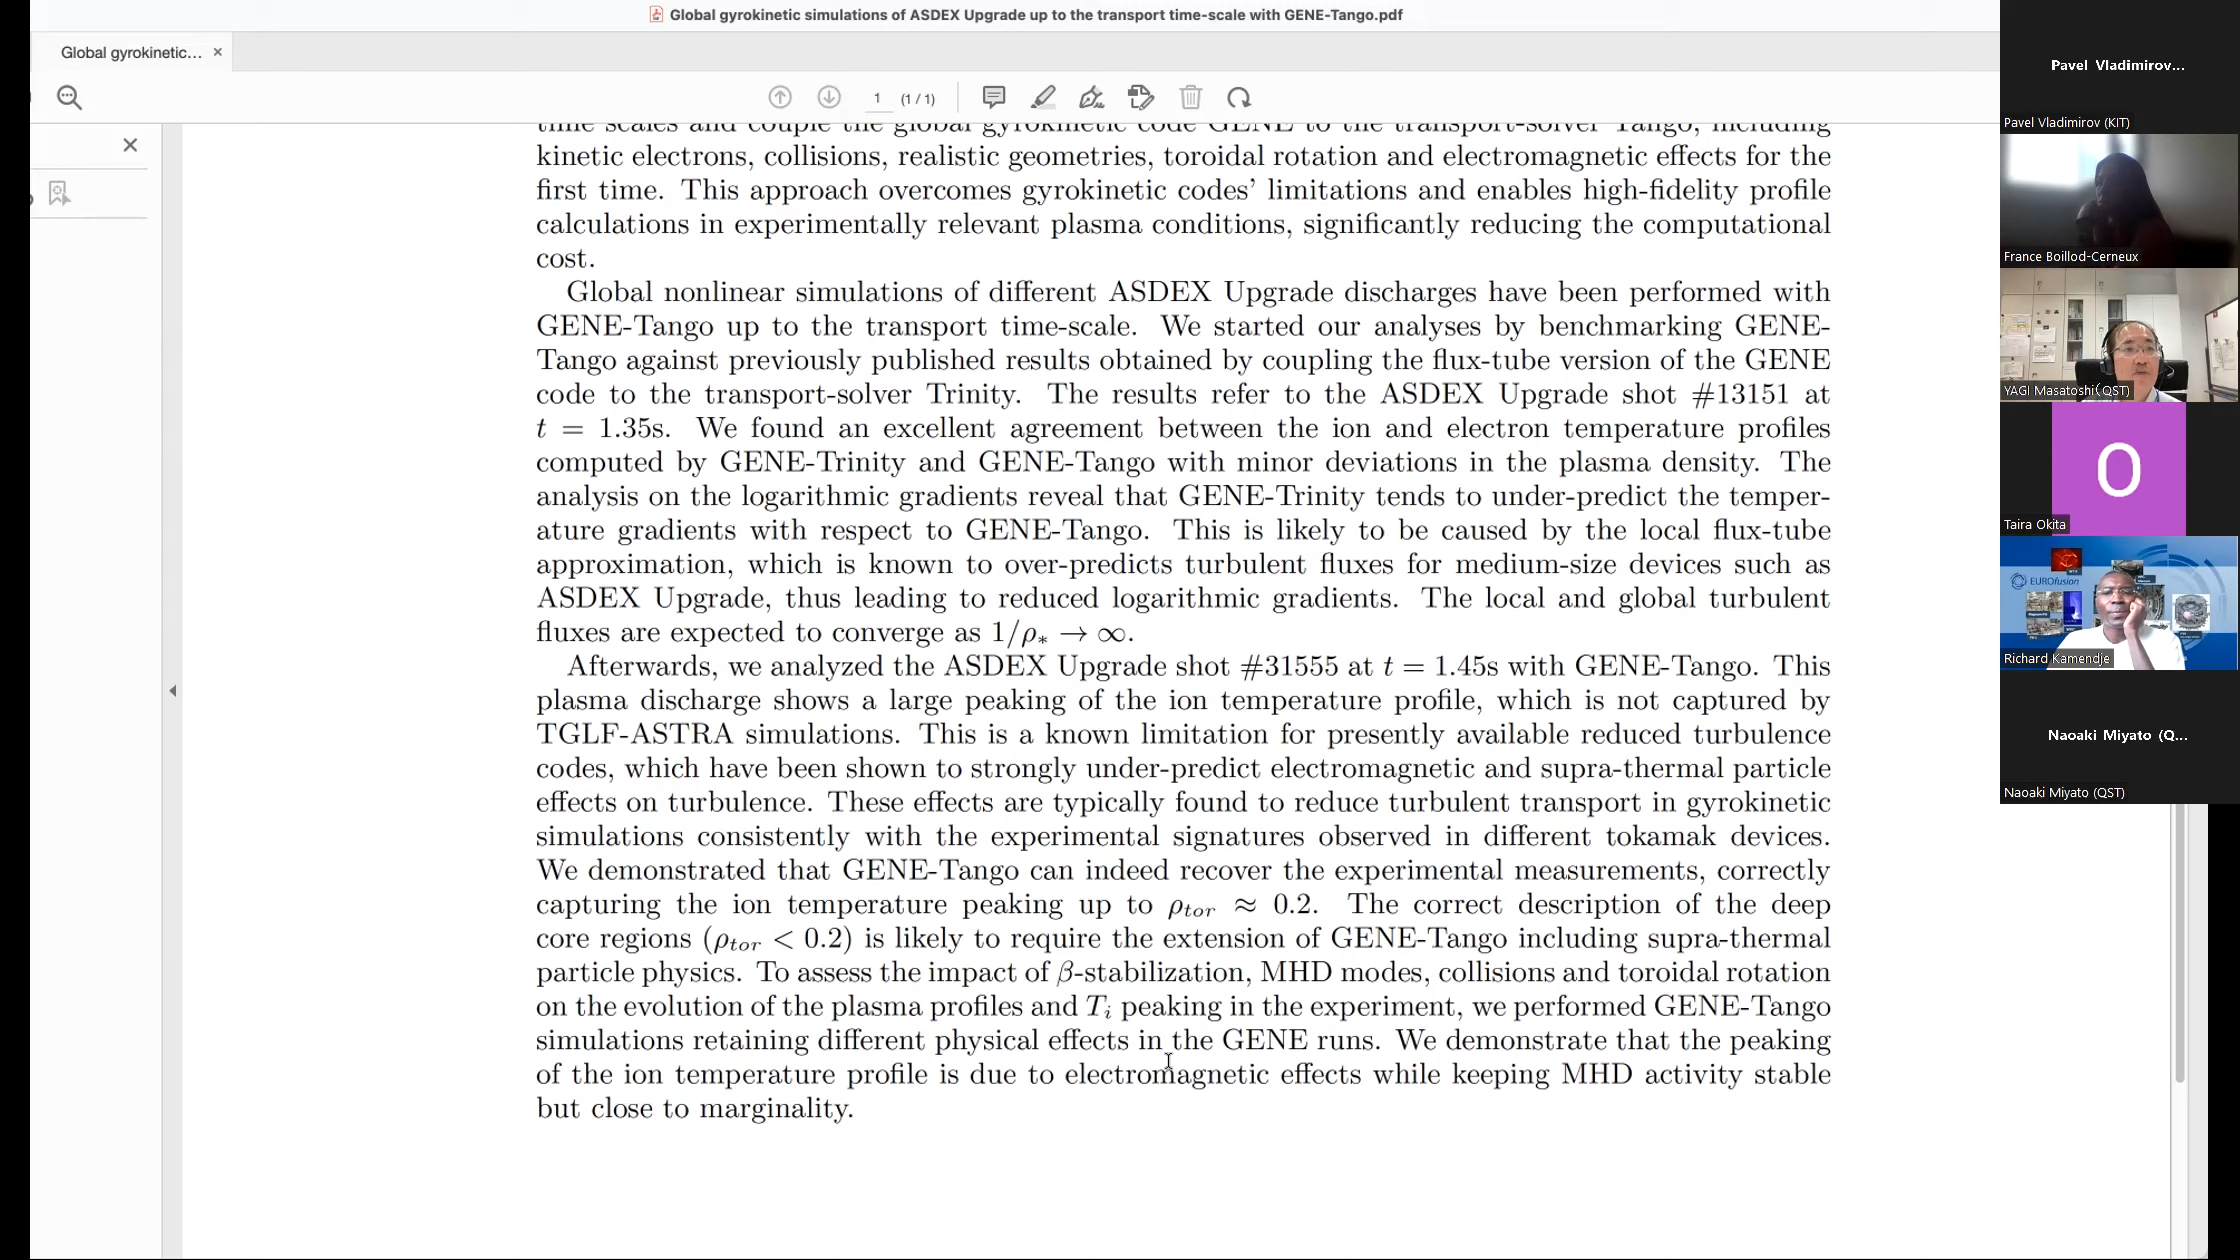 Global gyrokinetic simulations of ASDEX Upgrade up to the transport time-scale with GENE-Tango.pdf
Global gyrokinetic... ×
1 (1 / 1)
time scales and couple the global gyrokinetic code GENE to the transport-solver Tango, including
kinetic electrons, collisions, realistic geometries, toroidal rotation and electromagnetic effects for the
first time. This approach overcomes gyrokinetic codes' limitations and enables high-fidelity profile
calculations in experimentally relevant plasma conditions, significantly reducing the computational
cost.
Global nonlinear simulations of different ASDEX Upgrade discharges have been performed with
GENE-Tango up to the transport time-scale. We started our analyses by benchmarking GENE-
Tango against previously published results obtained by coupling the flux-tube version of the GENE
code to the transport-solver Trinity. The results refer to the ASDEX Upgrade shot #13151 at
t = 1.35s. We found an excellent agreement between the ion and electron temperature profiles
computed by GENE-Trinity and GENE-Tango with minor deviations in the plasma density. The
analysis on the logarithmic gradients reveal that GENE-Trinity tends to under-predict the temper-
ature gradients with respect to GENE-Tango. This is likely to be caused by the local flux-tube
approximation, which is known to over-predicts turbulent fluxes for medium-size devices such as
ASDEX Upgrade, thus leading to reduced logarithmic gradients. The local and global turbulent
fluxes are expected to converge as 1/ρ* → ∞.
Afterwards, we analyzed the ASDEX Upgrade shot #31555 at t = 1.45s with GENE-Tango. This
plasma discharge shows a large peaking of the ion temperature profile, which is not captured by
TGLF-ASTRA simulations. This is a known limitation for presently available reduced turbulence
codes, which have been shown to strongly under-predict electromagnetic and supra-thermal particle
effects on turbulence. These effects are typically found to reduce turbulent transport in gyrokinetic
simulations consistently with the experimental signatures observed in different tokamak devices.
We demonstrated that GENE-Tango can indeed recover the experimental measurements, correctly
capturing the ion temperature peaking up to ρtor ≈ 0.2. The correct description of the deep
core regions (ρtor < 0.2) is likely to require the extension of GENE-Tango including supra-thermal
particle physics. To assess the impact of β-stabilization, MHD modes, collisions and toroidal rotation
on the evolution of the plasma profiles and Ti peaking in the experiment, we performed GENE-Tango
simulations retaining different physical effects in the GENE runs. We demonstrate that the peaking
of the ion temperature profile is due to electromagnetic effects while keeping MHD activity stable
but close to marginality.
Pavel Vladimirov...
Pavel Vladimirov (KIT)
France Boillod-Cerneux
YAGI Masatoshi(QST)
O
Taira Okita
EUROfusion
Richard Kamendje
Naoaki Miyato (Q...
Naoaki Miyato (QST)